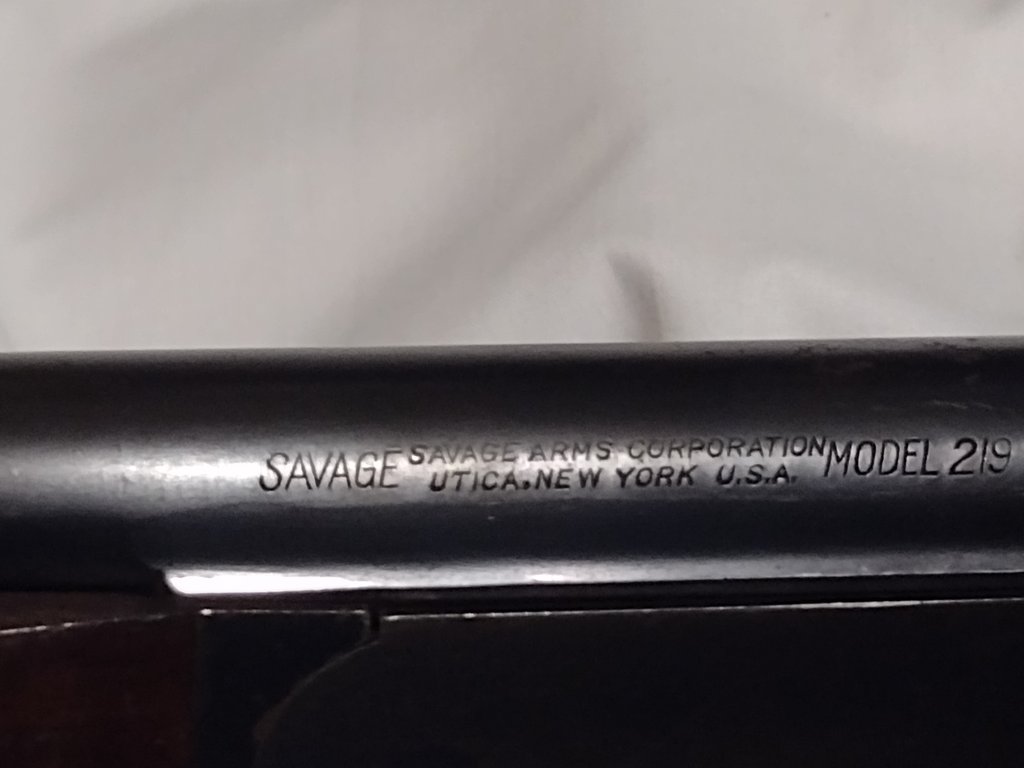 SAVAGE SAVAGE ARMS CORPORATION MODEL 219
UTICA. NEW YORK U.S.A.